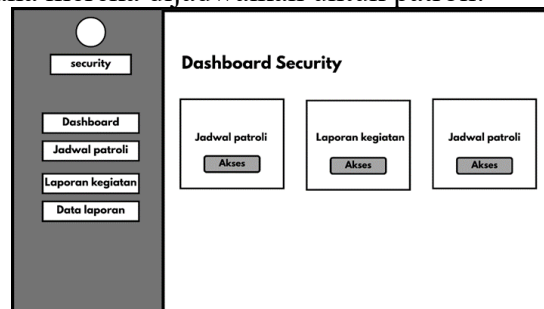 security
Dashboard
Jadwal patroli
Laporan kegiatan
Data laporan
Dashboard Security
Jadwal patroli
Akses
Laporan kegiatan
Akses
Jadwal patroli
Akses